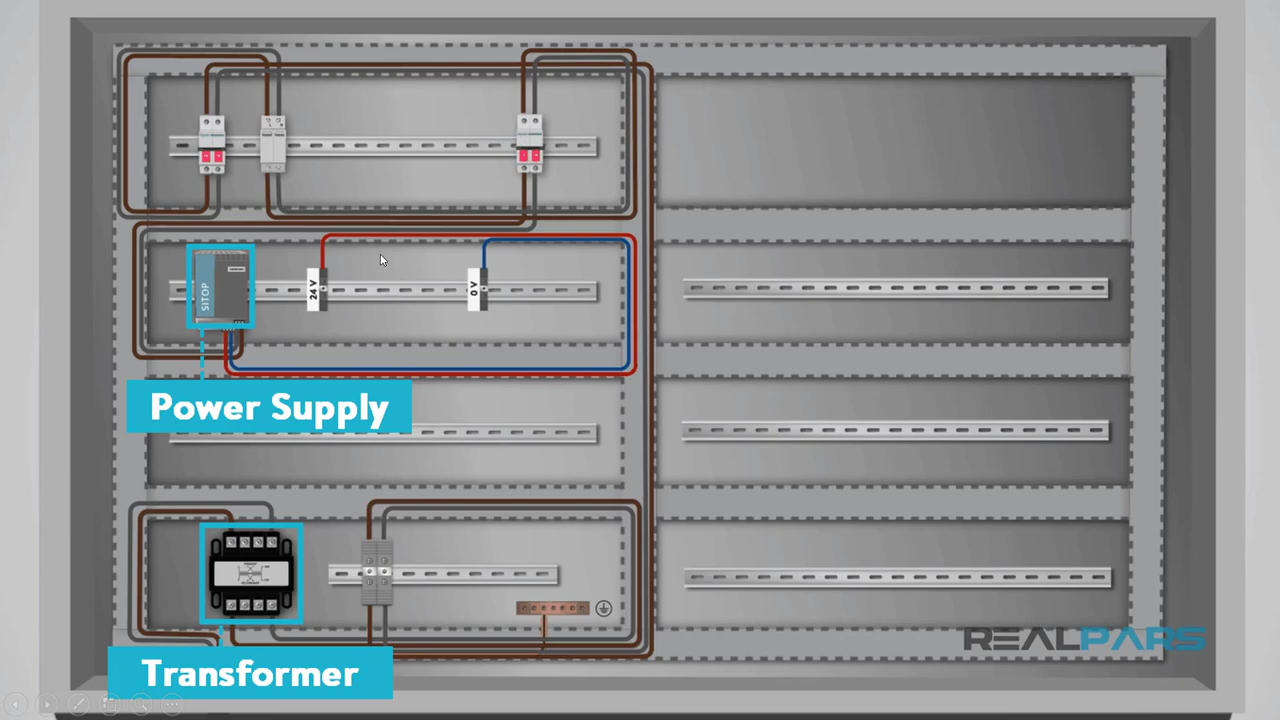 24 V
0 V
SITOP
Power Supply
REALPARS
Transformer